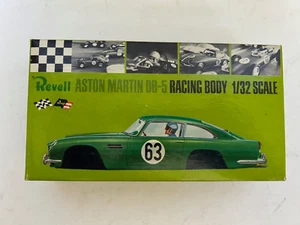 Revell ASTON MARTIN DB-5 RACING BODY 1/32 SCALE
63